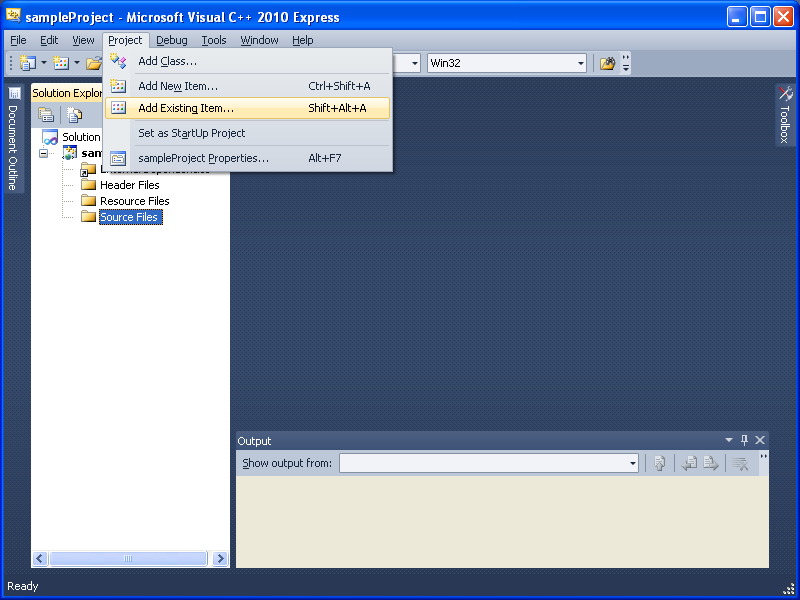 sampleProject - Microsoft Visual C++ 2010 Express
File Edit View Project Debug Tools Window Help
Win32
Add Class...
Add New Item... Ctrl+Shift+A
Add Existing Item... Shift+Alt+A
Set as StartUp Project
sampleProject Properties... Alt+F7
Document Outline
Toolbox
Solution Explor
Solution
sam
Header Files
Resource Files
Source Files
Output
Show output from:
Ready